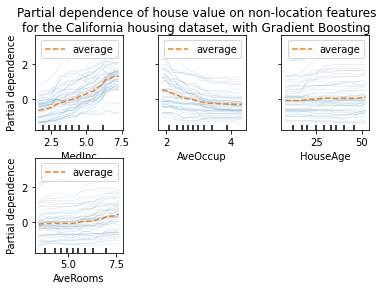 Partial dependence of house value on non-location features
for the California housing dataset, with Gradient Boosting
Partial dependence
2
0
average
average
average
2.5 5.0 7.5
2 4
25 50
MedInc
AveOccup
HouseAge
Partial dependence
2
0
average
5.0 7.5
AveRooms